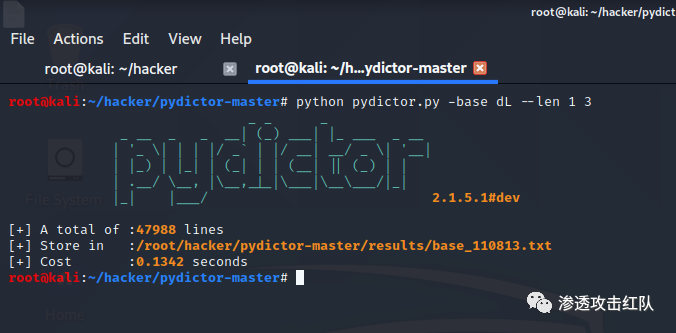 root@kali: ~/hacker/pydict
File Actions Edit View Help
root@kali: ~/hacker
root@kali: ~/h…ydictor-master
root@kali:~/hacker/pydictor-master# python pydictor.py -base dL --len 1 3
pydictor
2.1.5.1#dev
[+] A total of :47988 lines
[+] Store in :/root/hacker/pydictor-master/results/base_110813.txt
[+] Cost :0.1342 seconds
root@kali:~/hacker/pydictor-master#
File System
Home
渗透攻击红队